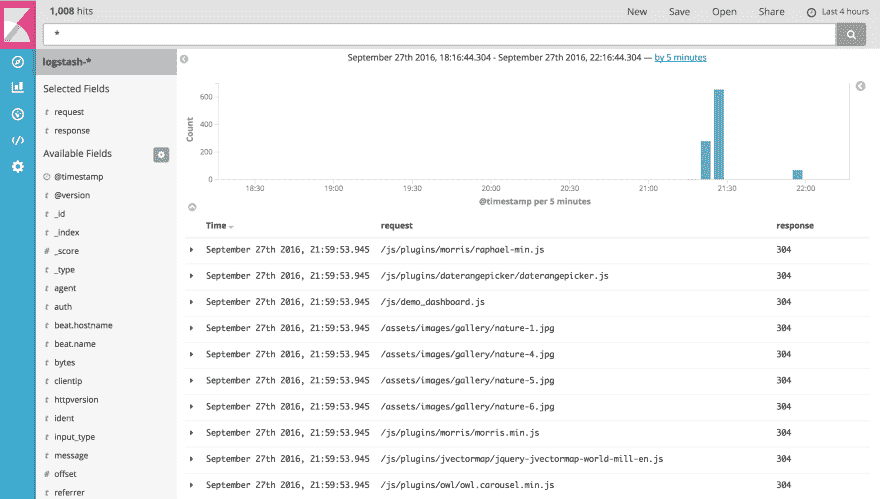 1,008 hits
New Save Open Share Last 4 hours
*
logstash-*
Selected Fields
t request
t response
Available Fields
@timestamp
t @version
t _id
t _index
# _score
t _type
t agent
t auth
t beat.hostname
t beat.name
t bytes
t clientip
t httpversion
t ident
t input_type
t message
# offset
t referrer
September 27th 2016, 18:16:44.304 - September 27th 2016, 22:16:44.304 — by 5 minutes
Count
600
400
200
0
18:30 19:00 19:30 20:00 20:30 21:00 21:30 22:00
@timestamp per 5 minutes
Time request response
September 27th 2016, 21:59:53.945 /js/plugins/morris/raphael-min.js 304
September 27th 2016, 21:59:53.945 /js/plugins/daterangepicker/daterangepicker.js 304
September 27th 2016, 21:59:53.945 /js/demo_dashboard.js 304
September 27th 2016, 21:59:53.945 /assets/images/gallery/nature-1.jpg 304
September 27th 2016, 21:59:53.945 /assets/images/gallery/nature-4.jpg 304
September 27th 2016, 21:59:53.945 /assets/images/gallery/nature-5.jpg 304
September 27th 2016, 21:59:53.945 /assets/images/gallery/nature-6.jpg 304
September 27th 2016, 21:59:53.945 /js/plugins/morris/morris.min.js 304
September 27th 2016, 21:59:53.945 /js/plugins/jvectormap/jquery-jvectormap-world-mill-en.js 304
September 27th 2016, 21:59:53.945 /js/plugins/owl/owl.carousel.min.js 304